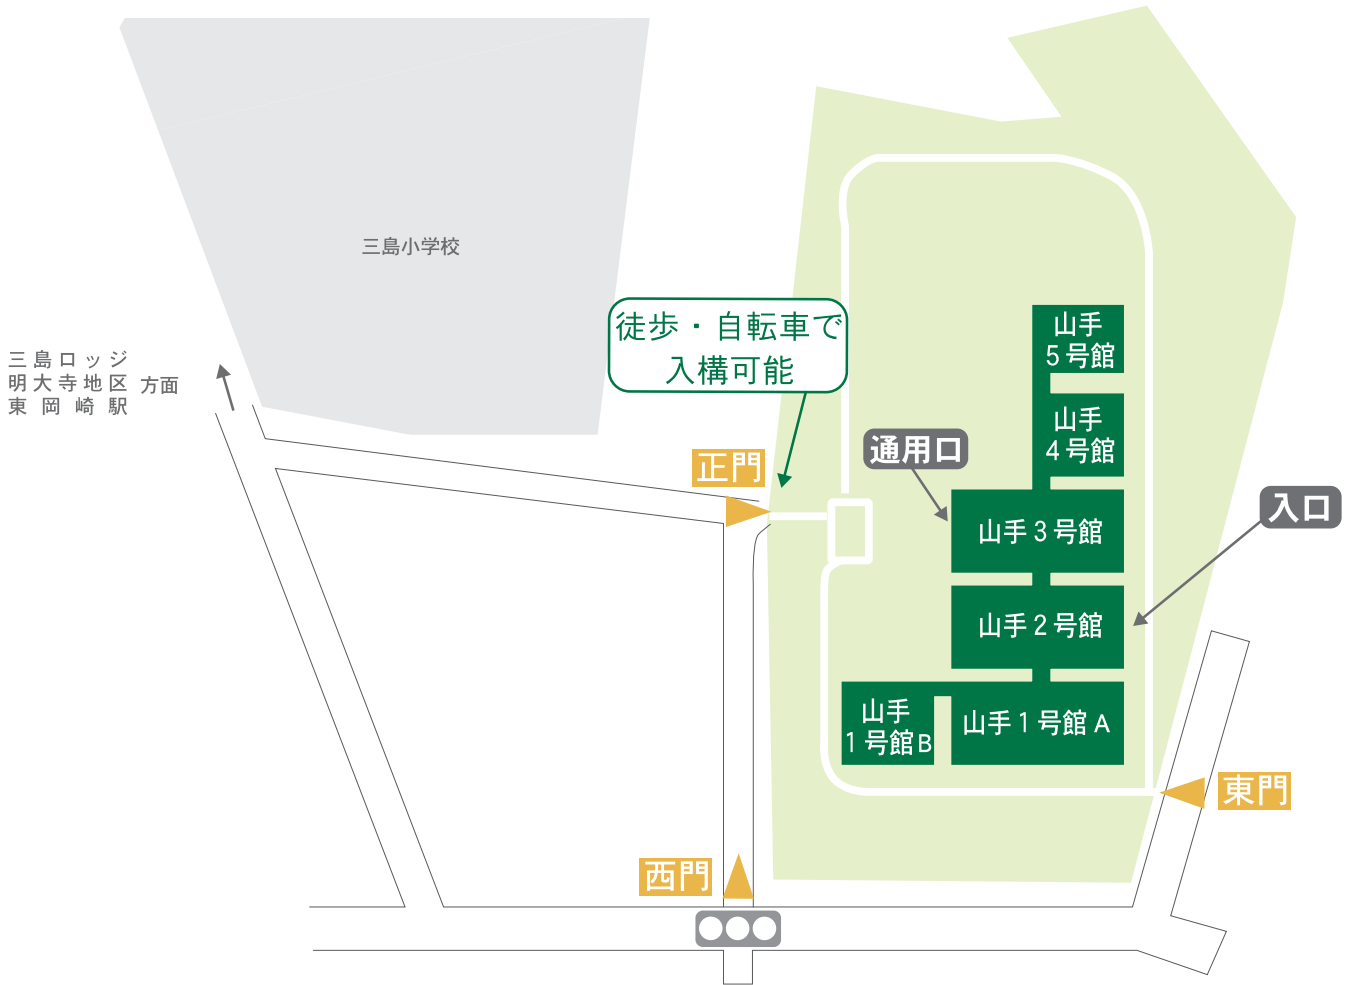 三島小学校
徒歩・自転車で
入構可能
三島ロッジ
明大寺地区
東岡崎駅
方面
正門
通用口
山手
5号館
山手
4号館
山手3号館
入口
山手2号館
山手
1号館B
山手1号館A
東門
西門